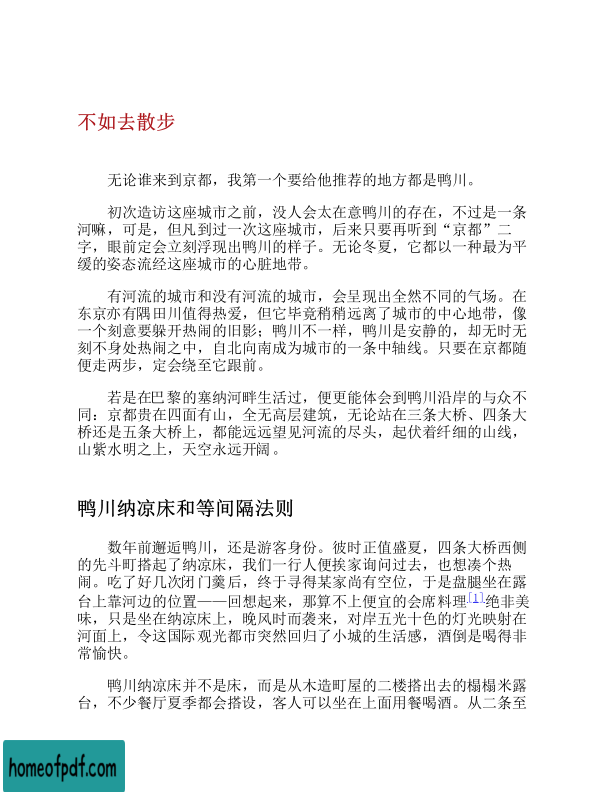 不如去散步
无论谁来到京都，我第一个要给他推荐的地方都是鸭川。
初次造访这座城市之前，没人会太在意鸭川的存在，不过是一条
河嘛，可是，但凡到过一次这座城市，后来只要再听到“京都”二
字，眼前定会立刻浮现出鸭川的样子。无论冬夏，它都以一种最为平
缓的姿态流经这座城市的心脏地带。
有河流的城市和没有河流的城市，会呈现出全然不同的气场。在
东京亦有隅田川值得热爱，但它毕竟稍稍远离了城市的中心地带，像
一个刻意要躲开热闹的旧影；鸭川不一样，鸭川是安静的，却无时无
刻不身处热闹之中，自北向南成为城市的一条中轴线。只要在京都随
便走两步，定会绕至它跟前。
若是在巴黎的塞纳河畔生活过，便更能体会到鸭川沿岸的与众不
同：京都贵在四面有山，全无高层建筑，无论站在三条大桥、四条大
桥还是五条大桥上，都能远远望见河流的尽头，起伏着纤细的山线，
山紫水明之上，天空永远开阔。
鸭川纳凉床和等间隔法则
数年前邂逅鸭川，还是游客身份。彼时正值盛夏，四条大桥西侧
的先斗町搭起了纳凉床，我们一行人便挨家询问过去，也想凑个热
闹。吃了好几次闭门羹后，终于寻得某家尚有空位，于是盘腿坐在露
台上靠河边的位置——回想起来，那算不上便宜的会席料理[1]绝非美
味，只是坐在纳凉床上，晚风时而袭来，对岸五光十色的灯光映射在
河面上，令这国际观光都市突然回归了小城的生活感，酒倒是喝得非
常愉快。
鸭川纳凉床并不是床，而是从木造町屋的二楼搭出去的榻榻米露
台，不少餐厅夏季都会搭设，客人可以坐在上面用餐喝酒。从二条至
homeofpdf.com